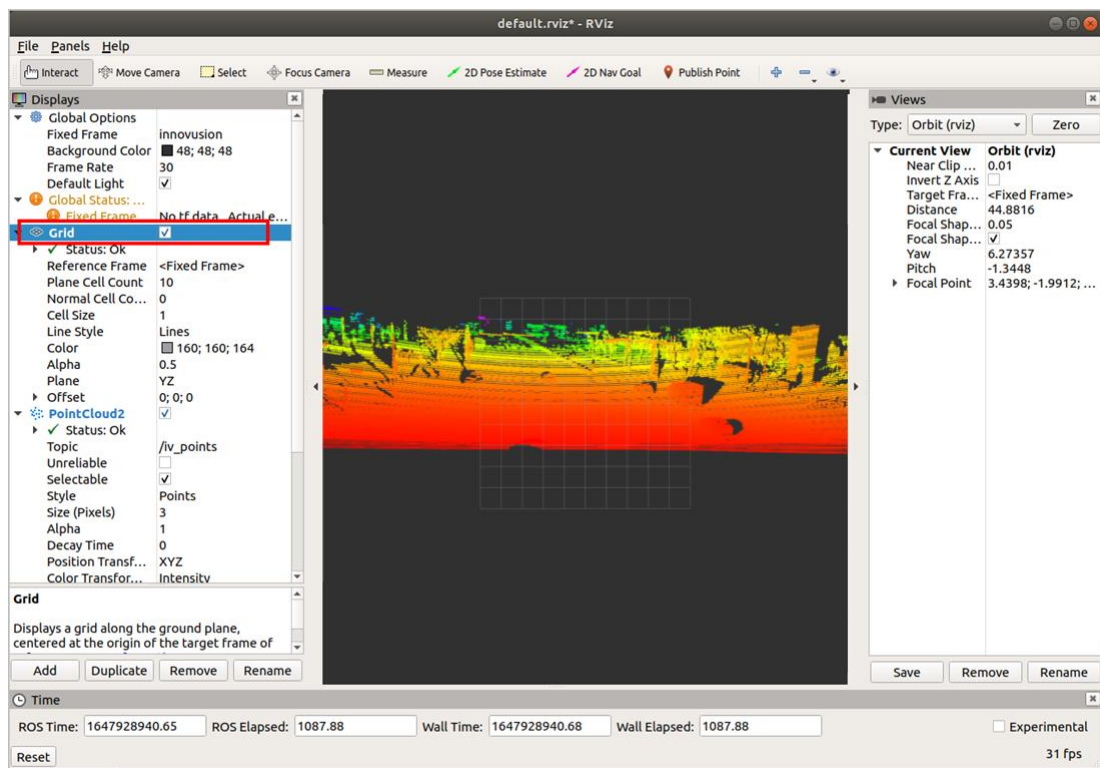 default.rviz* - RViz
File Panels Help
Interact Move Camera Select Focus Camera Measure 2D Pose Estimate 2D Nav Goal Publish Point
Displays
Global Options
Fixed Frame innovusion
Background Color 48; 48; 48
Frame Rate 30
Default Light
Global Status: ...
Fixed Frame No tf data. Actual e...
Grid
Status: Ok
Reference Frame <Fixed Frame>
Plane Cell Count 10
Normal Cell Co... 0
Cell Size 1
Line Style Lines
Color 160; 160; 164
Alpha 0.5
Plane YZ
Offset 0; 0; 0
PointCloud2
Status: Ok
Topic /iv_points
Unreliable
Selectable
Style Points
Size (Pixels) 3
Alpha 1
Decay Time 0
Position Transf... XYZ
Color Transfor... Intensity
Grid
Displays a grid along the ground plane,
centered at the origin of the target frame of
Add Duplicate Remove Rename
Views
Type: Orbit (rviz) Zero
Current View Orbit (rviz)
Near Clip ... 0.01
Invert Z Axis
Target Fra... <Fixed Frame>
Distance 44.8816
Focal Shap... 0.05
Focal Shap...
Yaw 6.27357
Pitch -1.3448
Focal Point 3.4398; -1.9912; ...
Save Remove Rename
Time
ROS Time: 1647928940.65 ROS Elapsed: 1087.88 Wall Time: 1647928940.68 Wall Elapsed: 1087.88 Experimental
Reset 31 fps